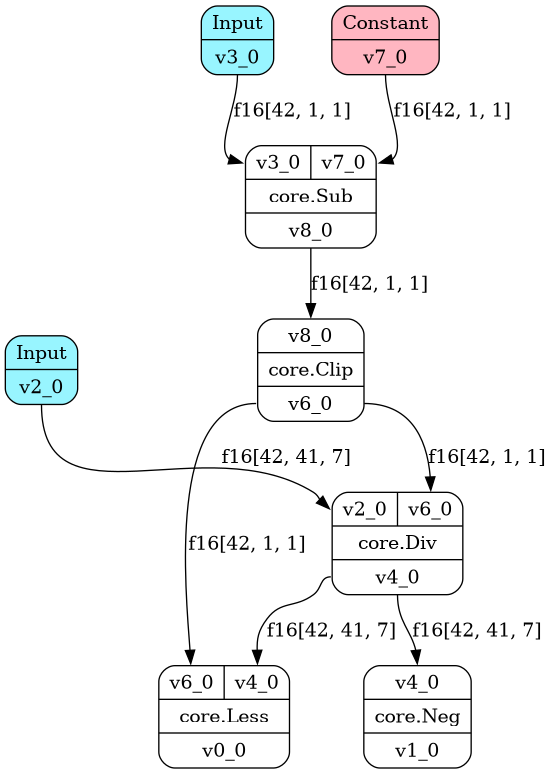 Input
v3_0
Constant
v7_0
f16[42, 1, 1]
f16[42, 1, 1]
v3_0 v7_0
core.Sub
v8_0
f16[42, 1, 1]
v8_0
core.Clip
v6_0
Input
v2_0
f16[42, 41, 7]
f16[42, 1, 1]
v2_0 v6_0
core.Div
v4_0
f16[42, 1, 1]
f16[42, 41, 7]
f16[42, 41, 7]
v6_0 v4_0
core.Less
v0_0
v4_0
core.Neg
v1_0